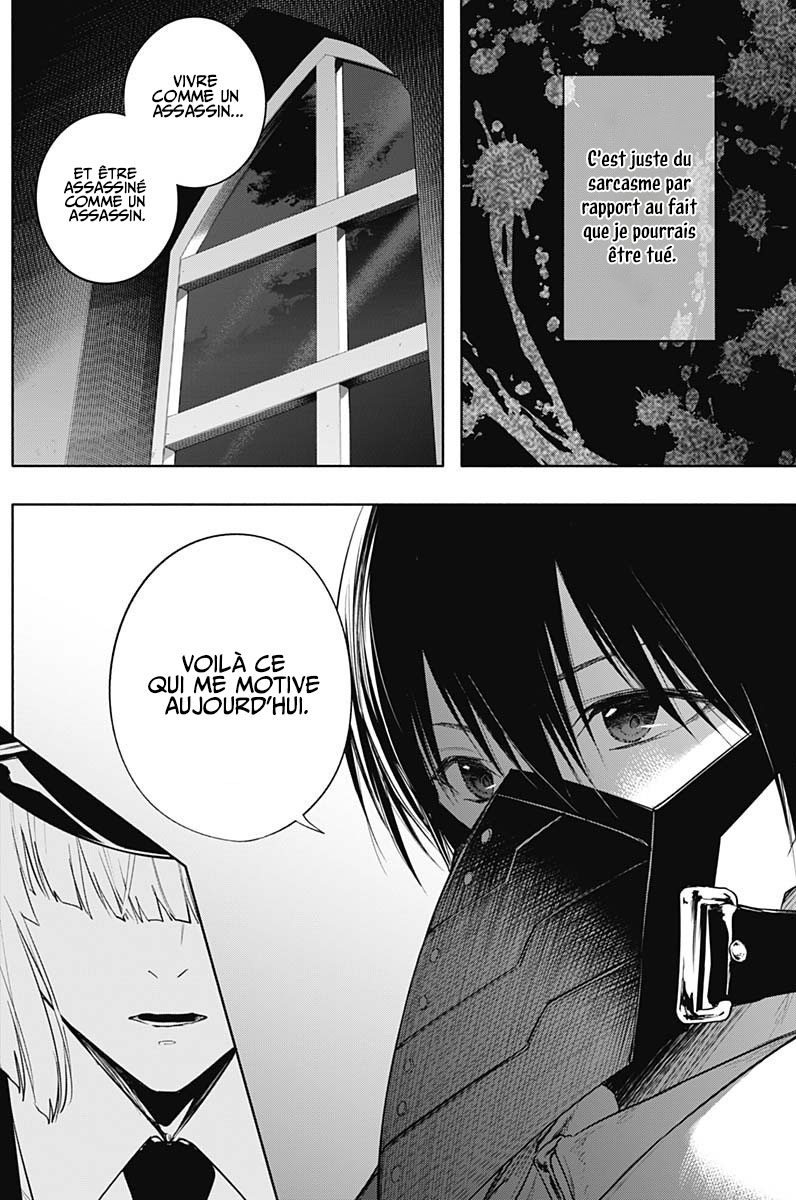 C'est juste du
sarcasme par
rapport au fait
que je pourrais
être tué.
VIVRE
COMME UN
ASSASSIN...
ET ÊTRE
ASSASSINÉ
COMME UN
ASSASSIN.
VOILÀ CE
QUI ME MOTIVE
AUJOURD'HUI.